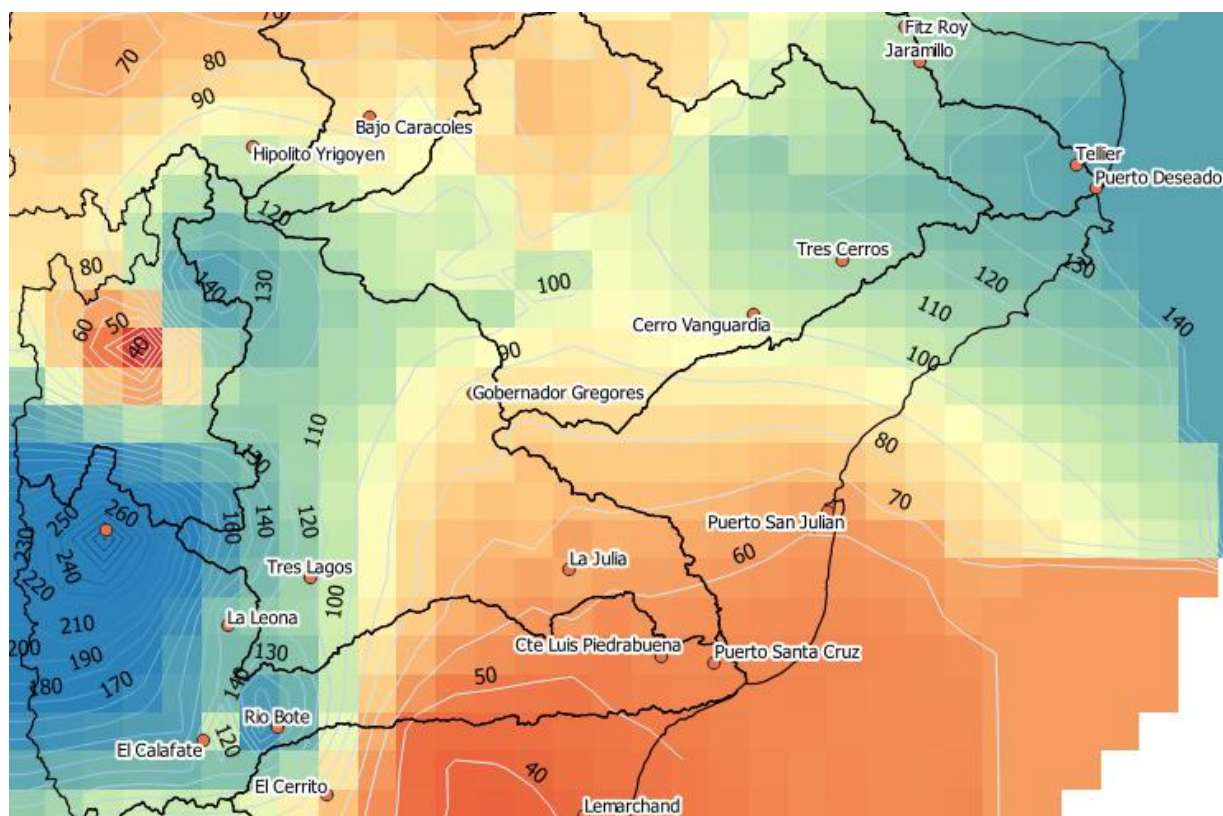 70
Fitz Roy
Jaramillo
70
80
90
Bajo Caracoles
Hipolito Yrigoyen
Tellier
Puerto Deseado
120
Tres Cerros
80
140
130
100
120
130
110
140
60
50
40
Cerro Vanguardia
90
100
Gobernador Gregores
110
80
130
70
250
260
160
140
120
Puerto San Julian
230
240
60
220
Tres Lagos
La Julia
100
210
La Leona
200
190
130
Cte Luis Piedrabuena
Puerto Santa Cruz
180
170
140
50
Rio Bote
El Calafate
120
El Cerrito
40
Lemarchand